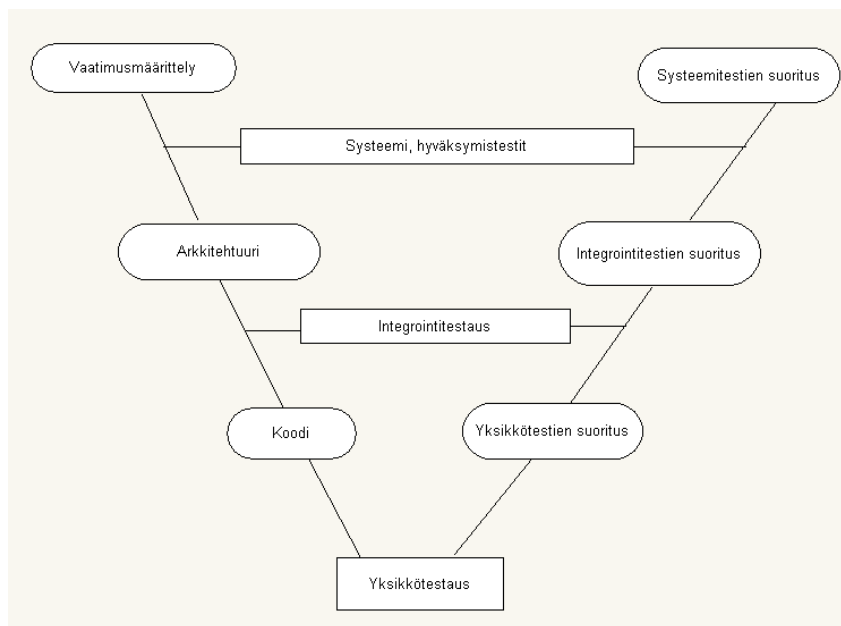 Vaatimusmäärittely
Systeemitestien suoritus
Systeemi, hyväksymistestit
Arkkitehtuuri
Integrointitestien suoritus
Integrointitestaus
Koodi
Yksikkötestien suoritus
Yksikkötestaus